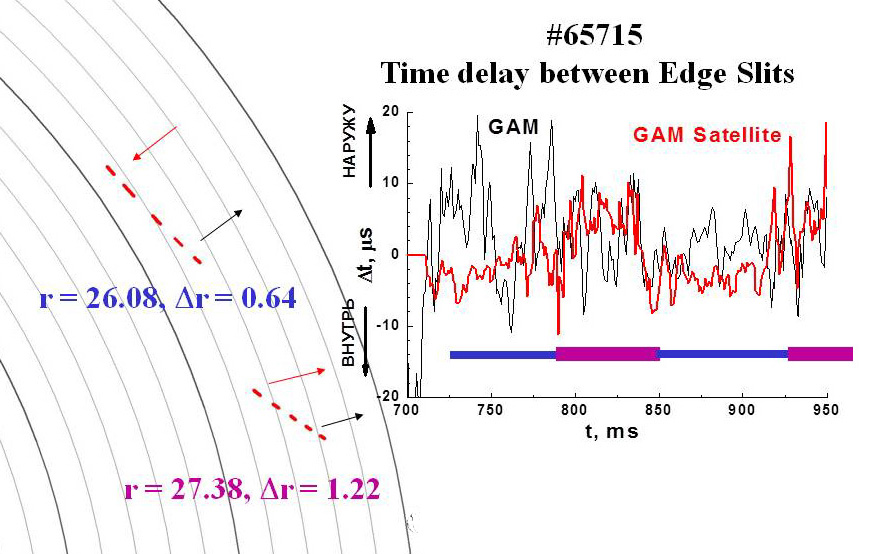 #65715
Time delay between Edge Slits
НАРУЖУ
ВНУТРЬ
Δt, μs
20
10
0
-10
-20
GAM
GAM Satellite
700
750
800
850
900
950
t, ms
r = 26.08, Δr = 0.64
r = 27.38, Δr = 1.22